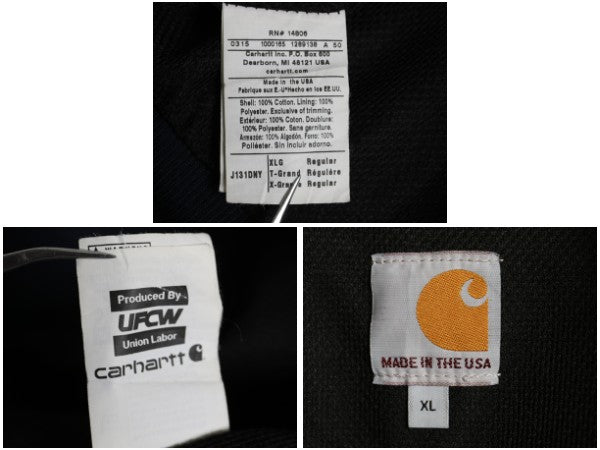 RN# 14806
0315 1000165 1289138 A 50
Carhartt Inc. P.O. Box 600
Dearborn, MI 48121 USA
carhartt.com
Made in the USA
Fabrique aux É.-U*Hecho en los EE.UU.
Shell: 100% Cotton. Lining: 100%
Polyester. Exclusive of trimming.
Extérieur: 100% Coton. Doublure:
100% Polyester. Sans garniture.
Armazón: 100% Algodón. Forro: 100%
Poliéster. Sin incluir adorno.
J131DNY
XLG Regular
T-Grand Régulière
X-Grande Regular
Produced By
UFCW
Union Labor
carhartt
MADE IN THE USA
XL